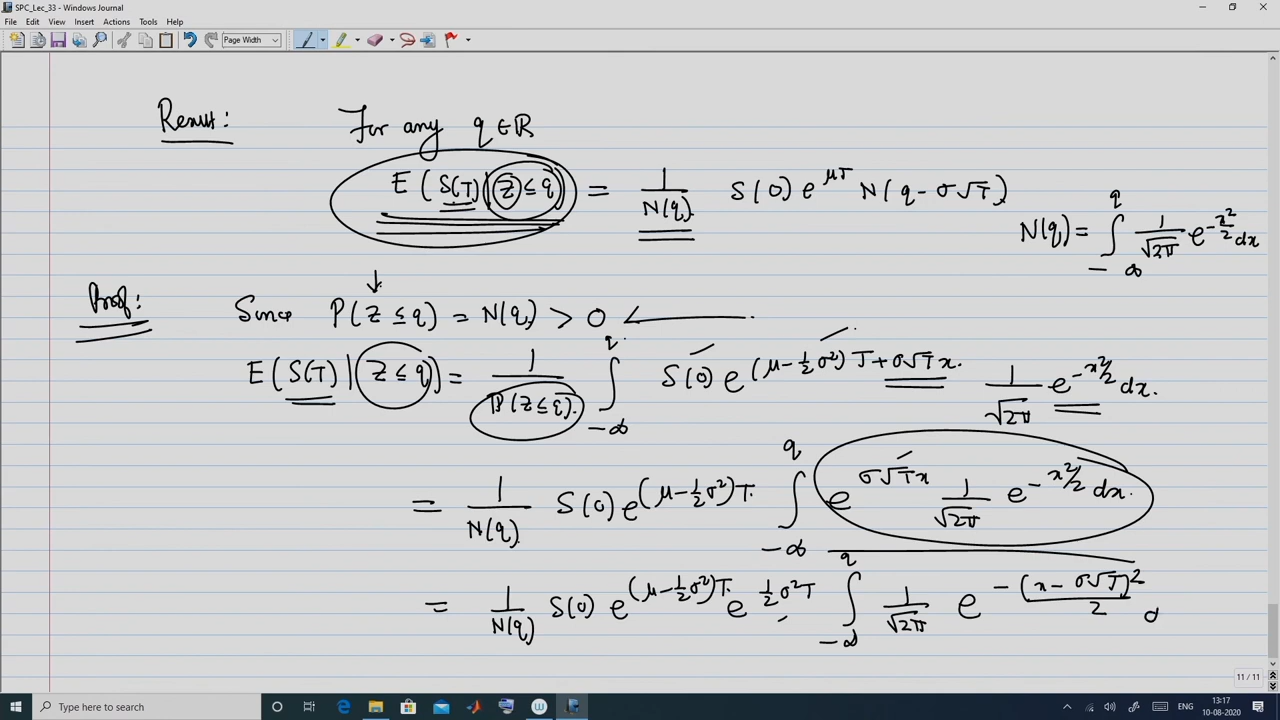 SPC_Lec_33 - Windows Journal
File Edit View Insert Actions Tools Help
Page Width
Result: For any q ∈ ℝ
E(S(T) | Z ≤ q) = 1/N(q) S(0) e^{μT} N(q - σ√T)
N(q) = ∫_{-∞}^{q} 1/√2π e^{-z²/2} dx
Proof: Since P(Z ≤ q) = N(q) > 0 ←
E(S(T) | Z ≤ q) = 1/P(Z ≤ q) ∫_{-∞}^{q} S(0) e^{(μ - ½σ²)T + σ√T x} 1/√2π e^{-x²/2} dx.
= 1/N(q) S(0) e^{(μ - ½σ²)T} ∫_{-∞}^{q} e^{σ√T x} 1/√2π e^{-x²/2} dx.
= 1/N(q) S(0) e^{(μ - ½σ²)T} e^{½σ²T} ∫_{-∞}^{q} 1/√2π e^{-(x - σ√T)²/2} d
11 / 11
Type here to search
ENG
13:17
10-08-2020